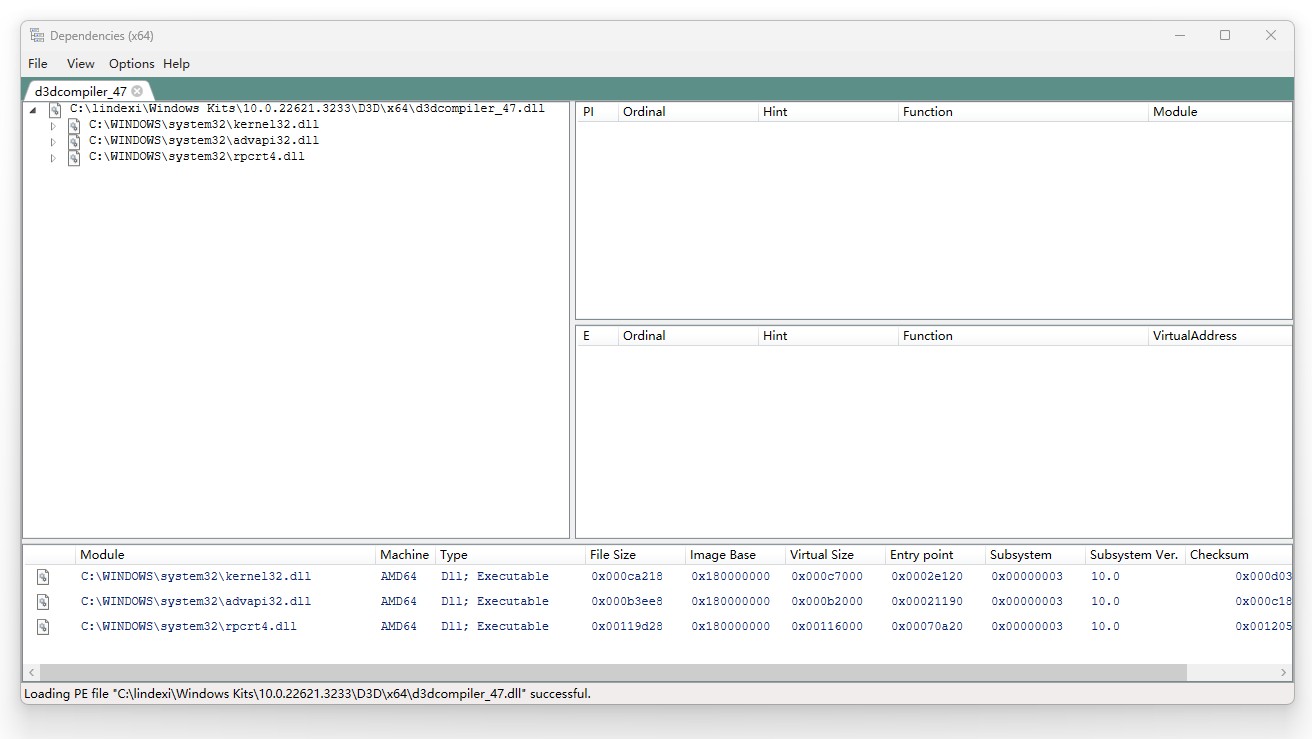 Dependencies (x64)
File View Options Help
d3dcompiler_47
C:\lindexi\Windows Kits\10.0.22621.3233\D3D\x64\d3dcompiler_47.dll
C:\WINDOWS\system32\kernel32.dll
C:\WINDOWS\system32\advapi32.dll
C:\WINDOWS\system32\rpcrt4.dll
PI Ordinal Hint Function Module
E Ordinal Hint Function VirtualAddress
Module Machine Type File Size Image Base Virtual Size Entry point Subsystem Subsystem Ver. Checksum
C:\WINDOWS\system32\kernel32.dll AMD64 Dll; Executable 0x000ca218 0x180000000 0x000c7000 0x0002e120 0x00000003 10.0 0x000d03
C:\WINDOWS\system32\advapi32.dll AMD64 Dll; Executable 0x000b3ee8 0x180000000 0x000b2000 0x00021190 0x00000003 10.0 0x000c18
C:\WINDOWS\system32\rpcrt4.dll AMD64 Dll; Executable 0x00119d28 0x180000000 0x00116000 0x00070a20 0x00000003 10.0 0x001205
Loading PE file "C:\lindexi\Windows Kits\10.0.22621.3233\D3D\x64\d3dcompiler_47.dll" successful.